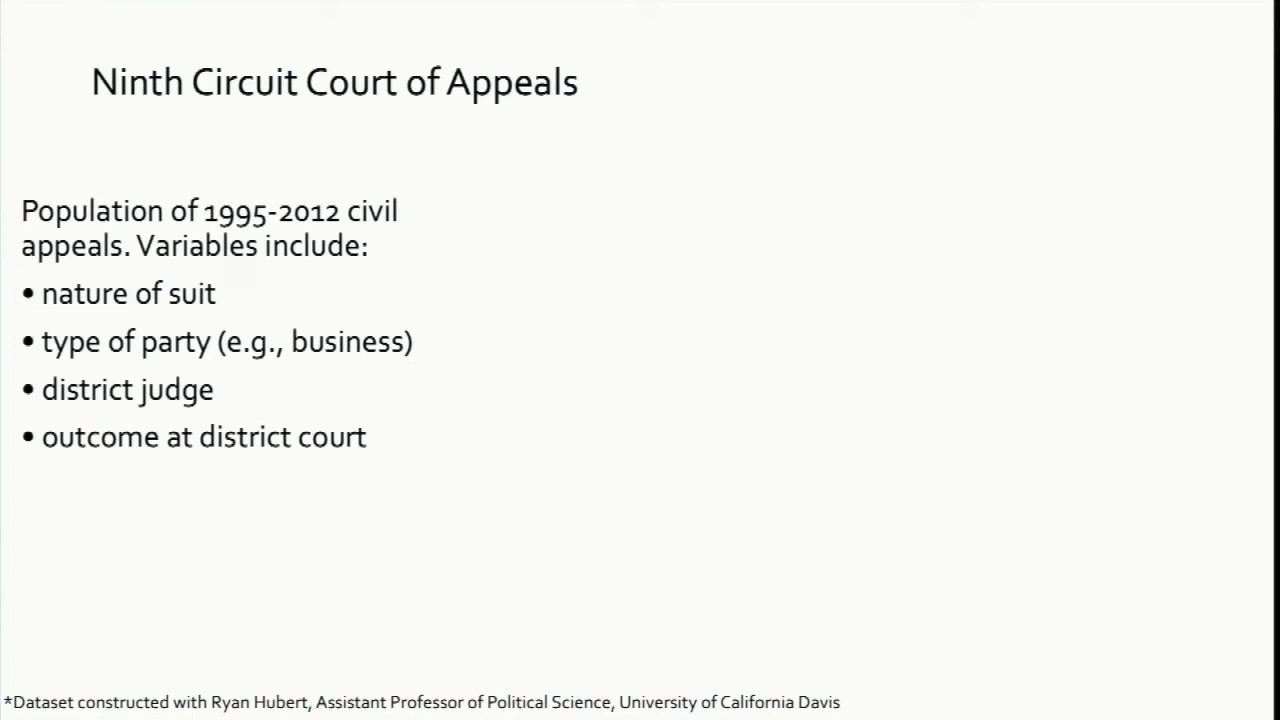 Ninth Circuit Court of Appeals
Population of 1995-2012 civil
appeals. Variables include:
• nature of suit
• type of party (e.g., business)
• district judge
• outcome at district court
*Dataset constructed with Ryan Hubert, Assistant Professor of Political Science, University of California Davis